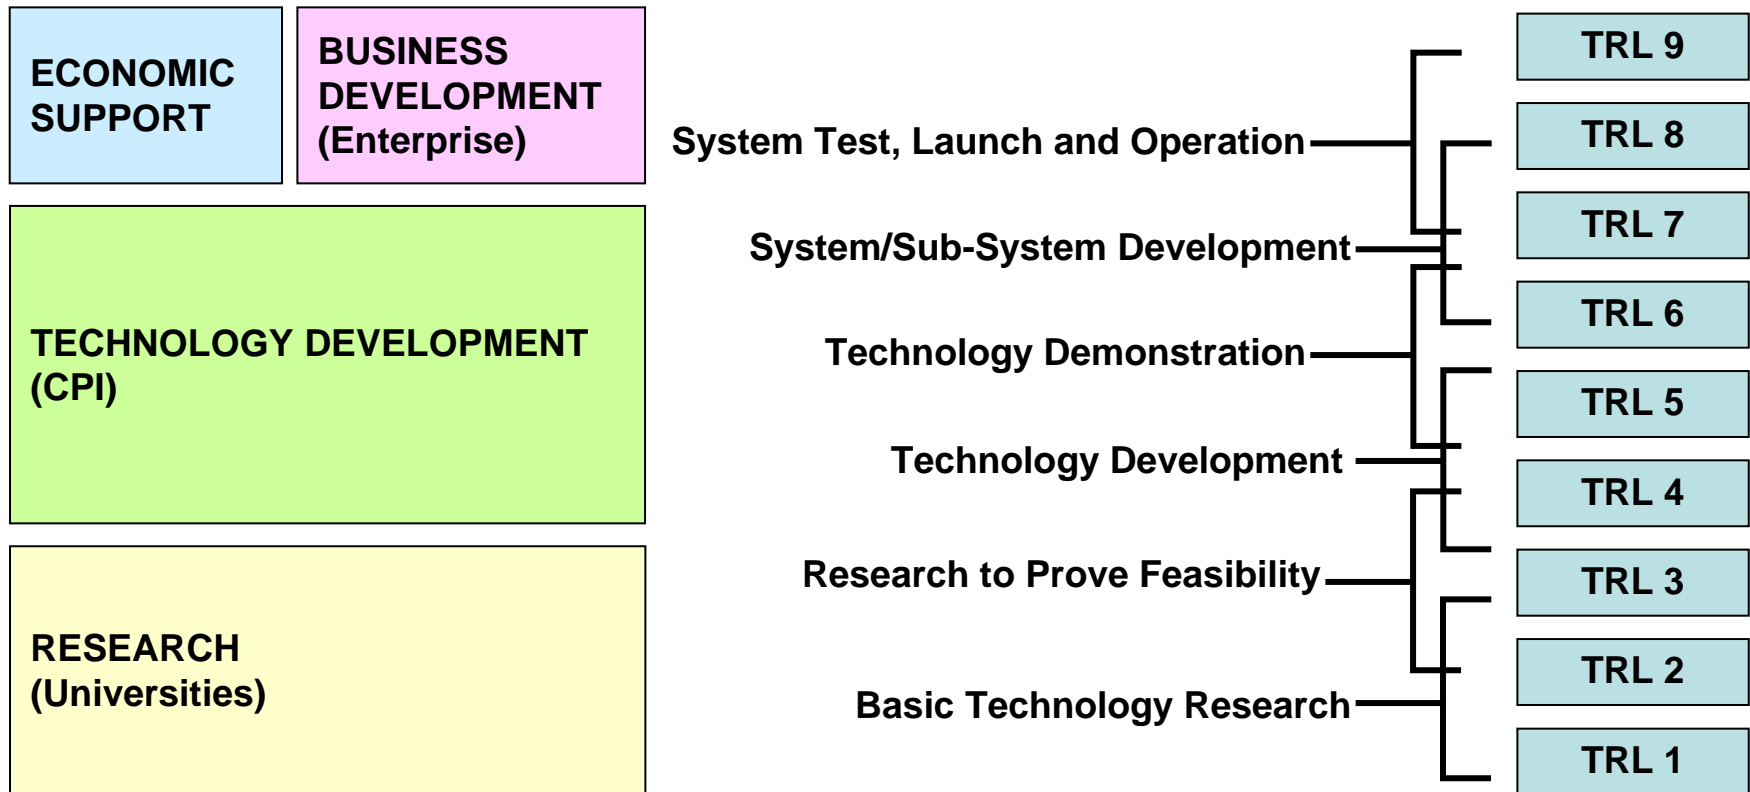 ECONOMIC
SUPPORT
BUSINESS
DEVELOPMENT
(Enterprise)
TECHNOLOGY DEVELOPMENT
(CPI)
RESEARCH
(Universities)
System Test, Launch and Operation
System/Sub-System Development
Technology Demonstration
Technology Development
Research to Prove Feasibility
Basic Technology Research
TRL 9
TRL 8
TRL 7
TRL 6
TRL 5
TRL 4
TRL 3
TRL 2
TRL 1